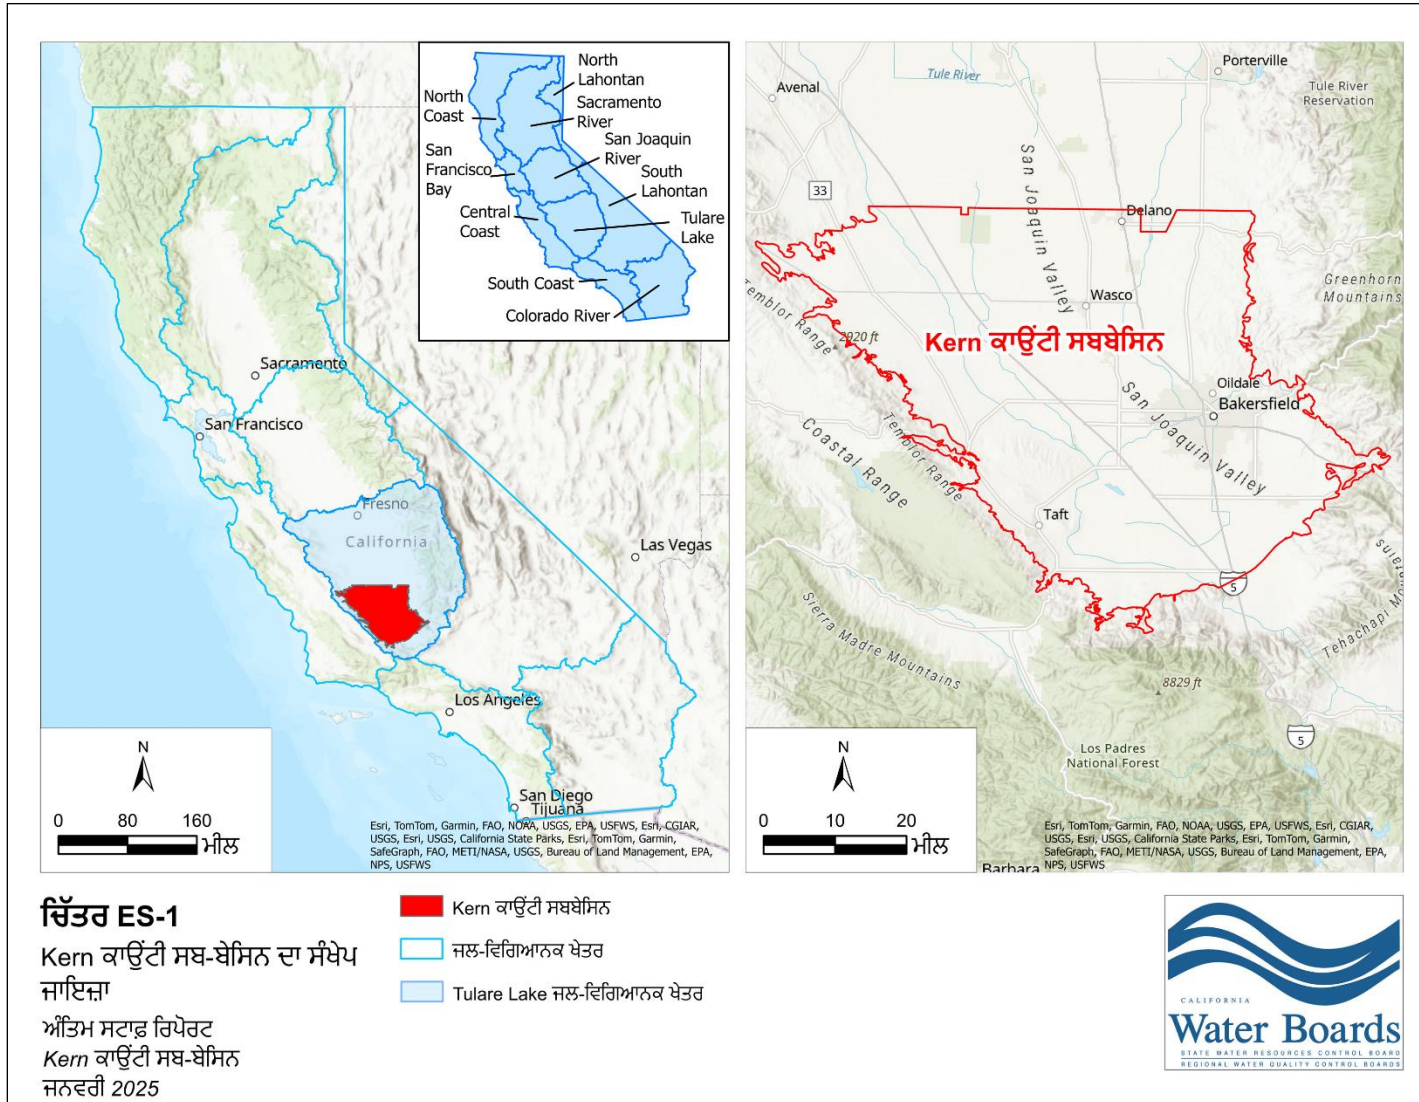 North
Lahontan
North
Coast
Sacramento
River
San Joaquin
River
San
Francisco
Bay
South
Lahontan
Central
Coast
Tulare
Lake
South Coast
Colorado River
Sacramento
San Francisco
Fresno
California
Las Vegas
Los Angeles
San Diego
Tijuana
N
0 80 160
ਮੀਲ
Esri, TomTom, Garmin, FAO, NOAA, USGS, EPA, USFWS, Esri, CGIAR,
USGS, Esri, USGS, California State Parks, Esri, TomTom, Garmin,
SafeGraph, FAO, METI/NASA, USGS, Bureau of Land Management, EPA,
NPS, USFWS
Porterville
Tule River
Avenal
Tule River
Reservation
33
San Joaquin Valley
Delano
Greenhorn
Mountains
Wasco
Temblor Range
2920 ft
Kern ਕਾਉਂਟੀ ਸਬਬੇਸਿਨ
Oildale
Bakersfield
San Joaquin Valley
Coastal Range
Temblor Range
Taft
5
Sierra Madre Mountains
Tehachapi
8829 ft
5
Los Padres
National Forest
N
0 10 20
ਮੀਲ
Esri, TomTom, Garmin, FAO, NOAA, USGS, EPA, USFWS, Esri, CGIAR,
USGS, Esri, USGS, California State Parks, Esri, TomTom, Garmin,
SafeGraph, FAO, METI/NASA, USGS, Bureau of Land Management, EPA,
NPS, USFWS
Barbara
ਚਿੱਤਰ ES-1
Kern ਕਾਉਂਟੀ ਸਬ-ਬੇਸਿਨ ਦਾ ਸੰਖੇਪ
ਜਾਇਜ਼ਾ
ਅੰਤਿਮ ਸਟਾਫ਼ ਰਿਪੋਰਟ
Kern ਕਾਉਂਟੀ ਸਬ-ਬੇਸਿਨ
ਜਨਵਰੀ 2025
Kern ਕਾਉਂਟੀ ਸਬਬੇਸਿਨ
ਜਲ-ਵਿਗਿਆਨਕ ਖੇਤਰ
Tulare Lake ਜਲ-ਵਿਗਿਆਨਕ ਖੇਤਰ
CALIFORNIA
Water Boards
STATE WATER RESOURCES CONTROL BOARD
REGIONAL WATER QUALITY CONTROL BOARDS